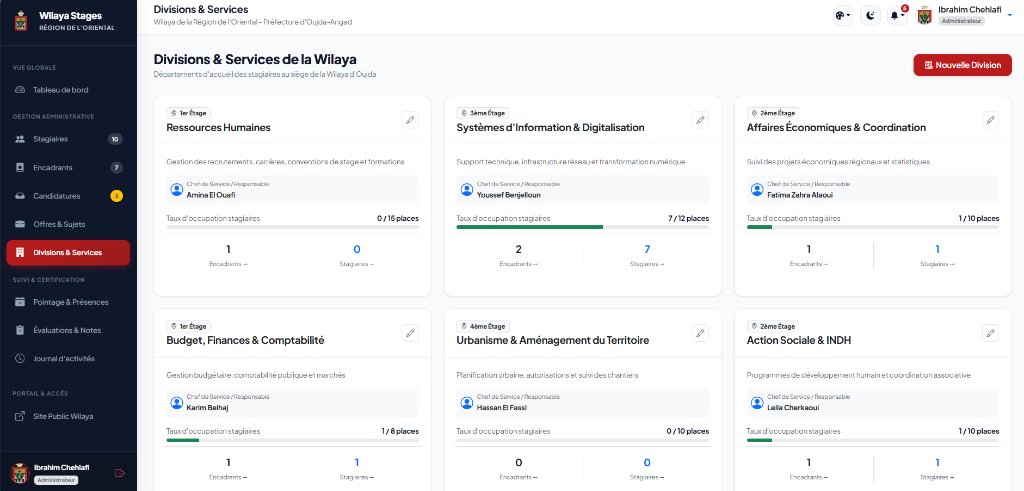 Wilaya Stages
RÉGION DE L'ORIENTAL
VUE GLOBALE
Tableau de bord
GESTION ADMINISTRATIVE
Stagiaires 10
Encadrants 7
Candidatures 3
Offres & Sujets
Divisions & Services
SUIVI & CERTIFICATION
Pointage & Présences
Évaluations & Notes
Journal d'activités
PORTAIL & ACCÈS
Site Public Wilaya
Ibrahim Chehlafi
Administrateur
Divisions & Services
Wilaya de la Région de l'Oriental - Préfecture d'Oujda-Angad
6
Ibrahim Chehlafi
Administrateur
Divisions & Services de la Wilaya
Départements d'accueil des stagiaires au siège de la Wilaya d'Oujda
Nouvelle Division
1er Étage
Ressources Humaines
Gestion des recrutements, carrières, conventions de stage et formations
Chef de Service / Responsable
Amina El Ouafi
Taux d'occupation stagiaires 0 / 15 places
1 0
Encadrants → Stagiaires →
3ème Étage
Systèmes d'Information & Digitalisation
Support technique, infrastructure réseau et transformation numérique
Chef de Service / Responsable
Youssef Benjelloun
Taux d'occupation stagiaires 7 / 12 places
2 7
Encadrants → Stagiaires →
2ème Étage
Affaires Économiques & Coordination
Suivi des projets économiques régionaux et statistiques
Chef de Service / Responsable
Fatima Zahra Alaoui
Taux d'occupation stagiaires 1 / 10 places
1 1
Encadrants → Stagiaires →
1er Étage
Budget, Finances & Comptabilité
Gestion budgétaire, comptabilité publique et marchés
Chef de Service / Responsable
Karim Belhaj
Taux d'occupation stagiaires 1 / 8 places
1 1
Encadrants → Stagiaires →
4ème Étage
Urbanisme & Aménagement du Territoire
Planification urbaine, autorisations et suivi des chantiers
Chef de Service / Responsable
Hassan El Fassi
Taux d'occupation stagiaires 0 / 10 places
0 0
Encadrants → Stagiaires →
2ème Étage
Action Sociale & INDH
Programmes de développement humain et coordination associative
Chef de Service / Responsable
Leila Cherkaoui
Taux d'occupation stagiaires 1 / 10 places
1 1
Encadrants → Stagiaires →